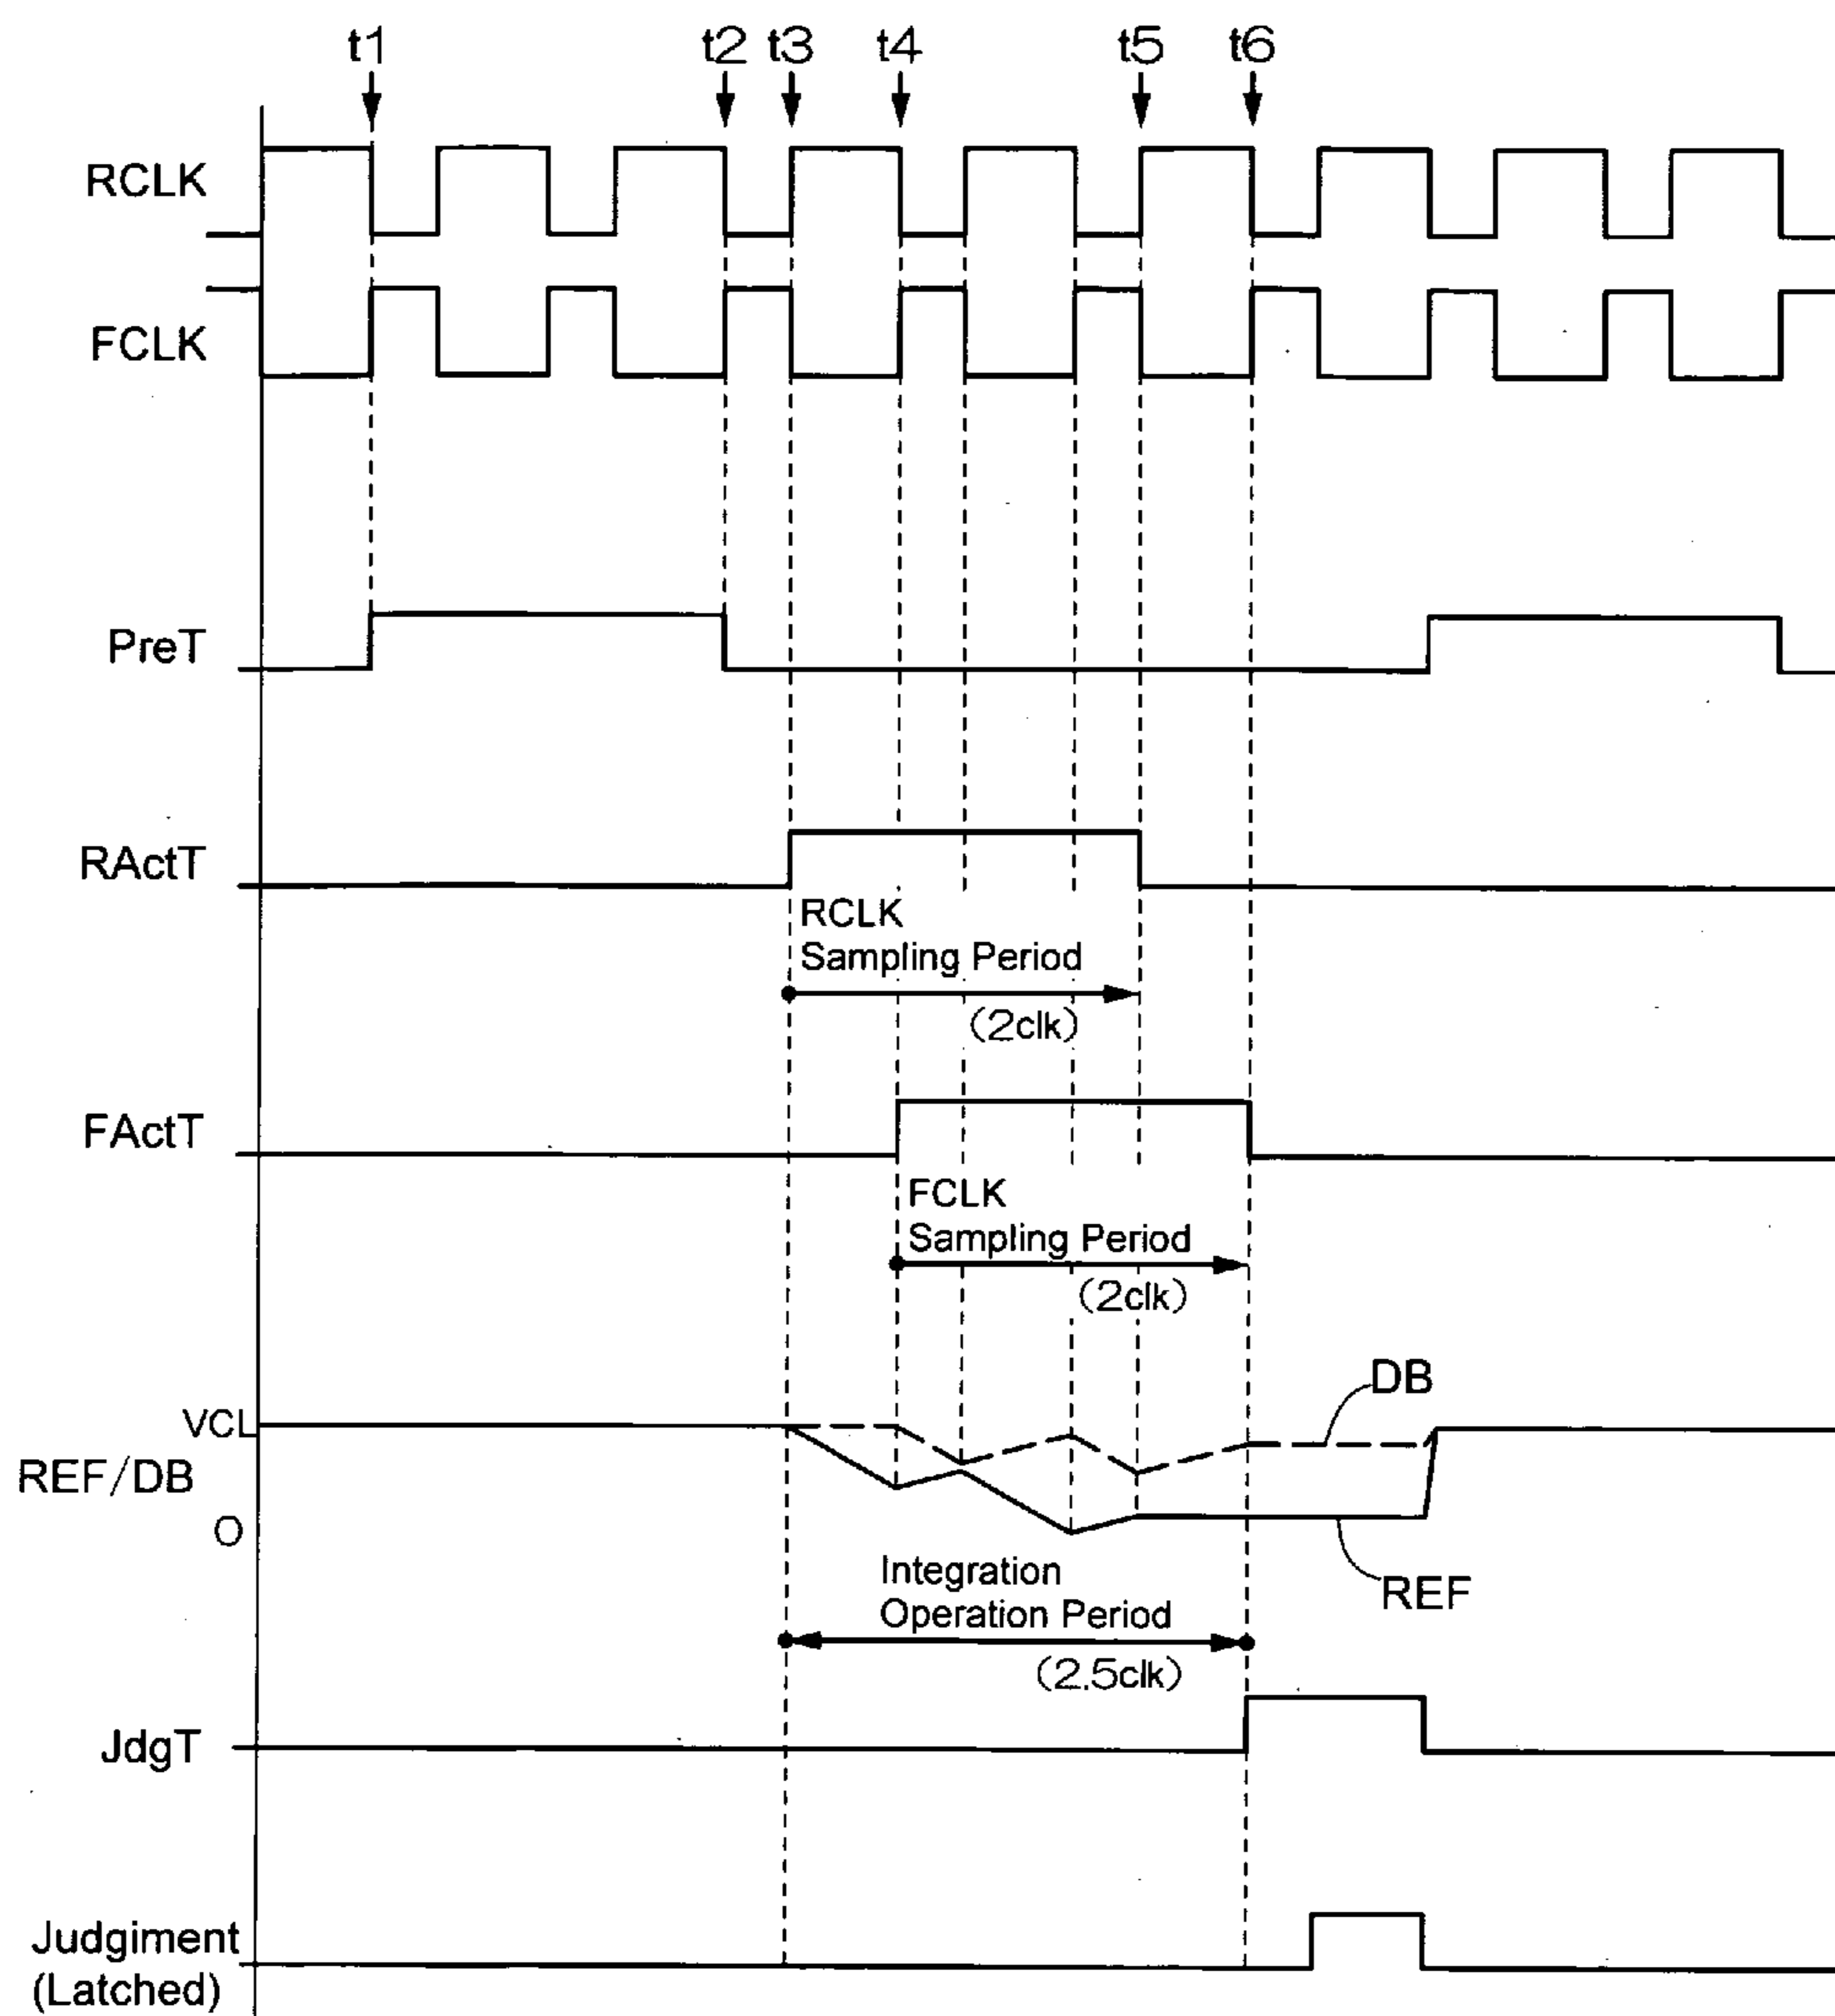 t1 t2 t3 t4 t5 t6
RCLK
FCLK
PreT
RActT
RCLK
Sampling Period
(2clk)
FActT
FCLK
Sampling Period
(2clk)
DB
VCL
REF/DB
O
REF
Integration
Operation Period
(2.5clk)
JdgT
Judgiment
(Latched)